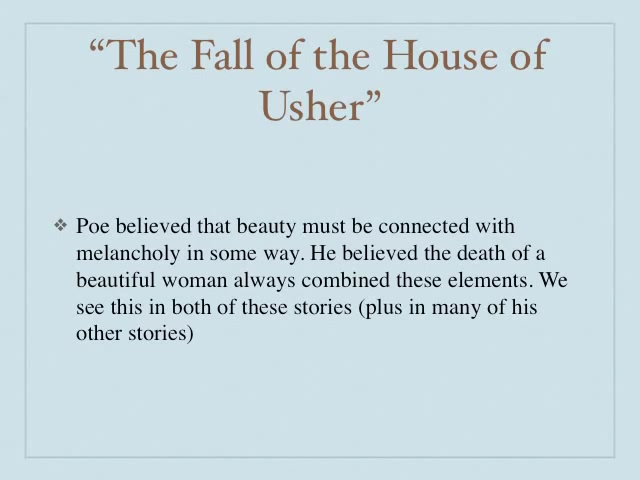 “The Fall of the House of
Usher”
❖ Poe believed that beauty must be connected with
melancholy in some way. He believed the death of a
beautiful woman always combined these elements. We
see this in both of these stories (plus in many of his
other stories)